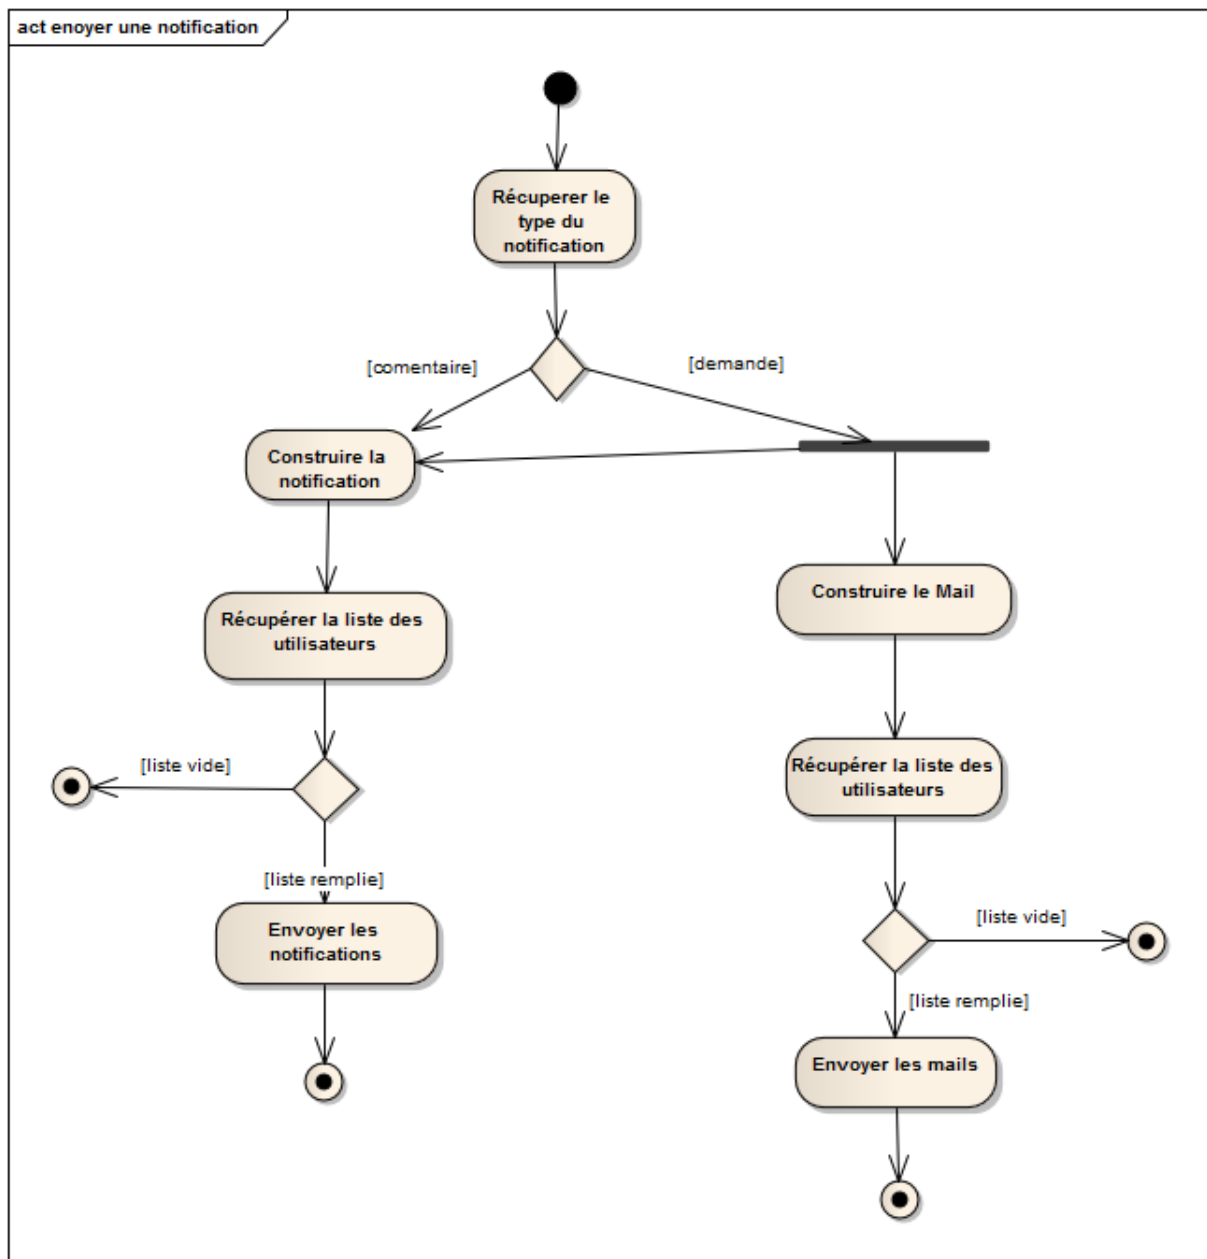 act enoyer une notification
Récuperer le
type du
notification
[comentaire]
[demande]
Construire la
notification
Construire le Mail
Récupérer la liste des
utilisateurs
Récupérer la liste des
utilisateurs
[liste vide]
[liste remplie]
Envoyer les
notifications
[liste vide]
[liste remplie]
Envoyer les mails